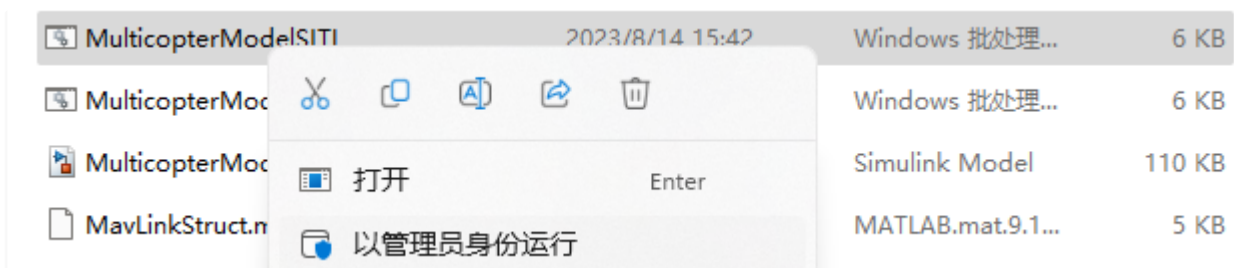 MulticopterModelSITL 2023/8/14 15:42 Windows 批处理... 6 KB
MulticopterMod Windows 批处理... 6 KB
MulticopterMod Simulink Model 110 KB
打开 Enter
MavLinkStruct.m MATLAB.mat.9.1... 5 KB
以管理员身份运行